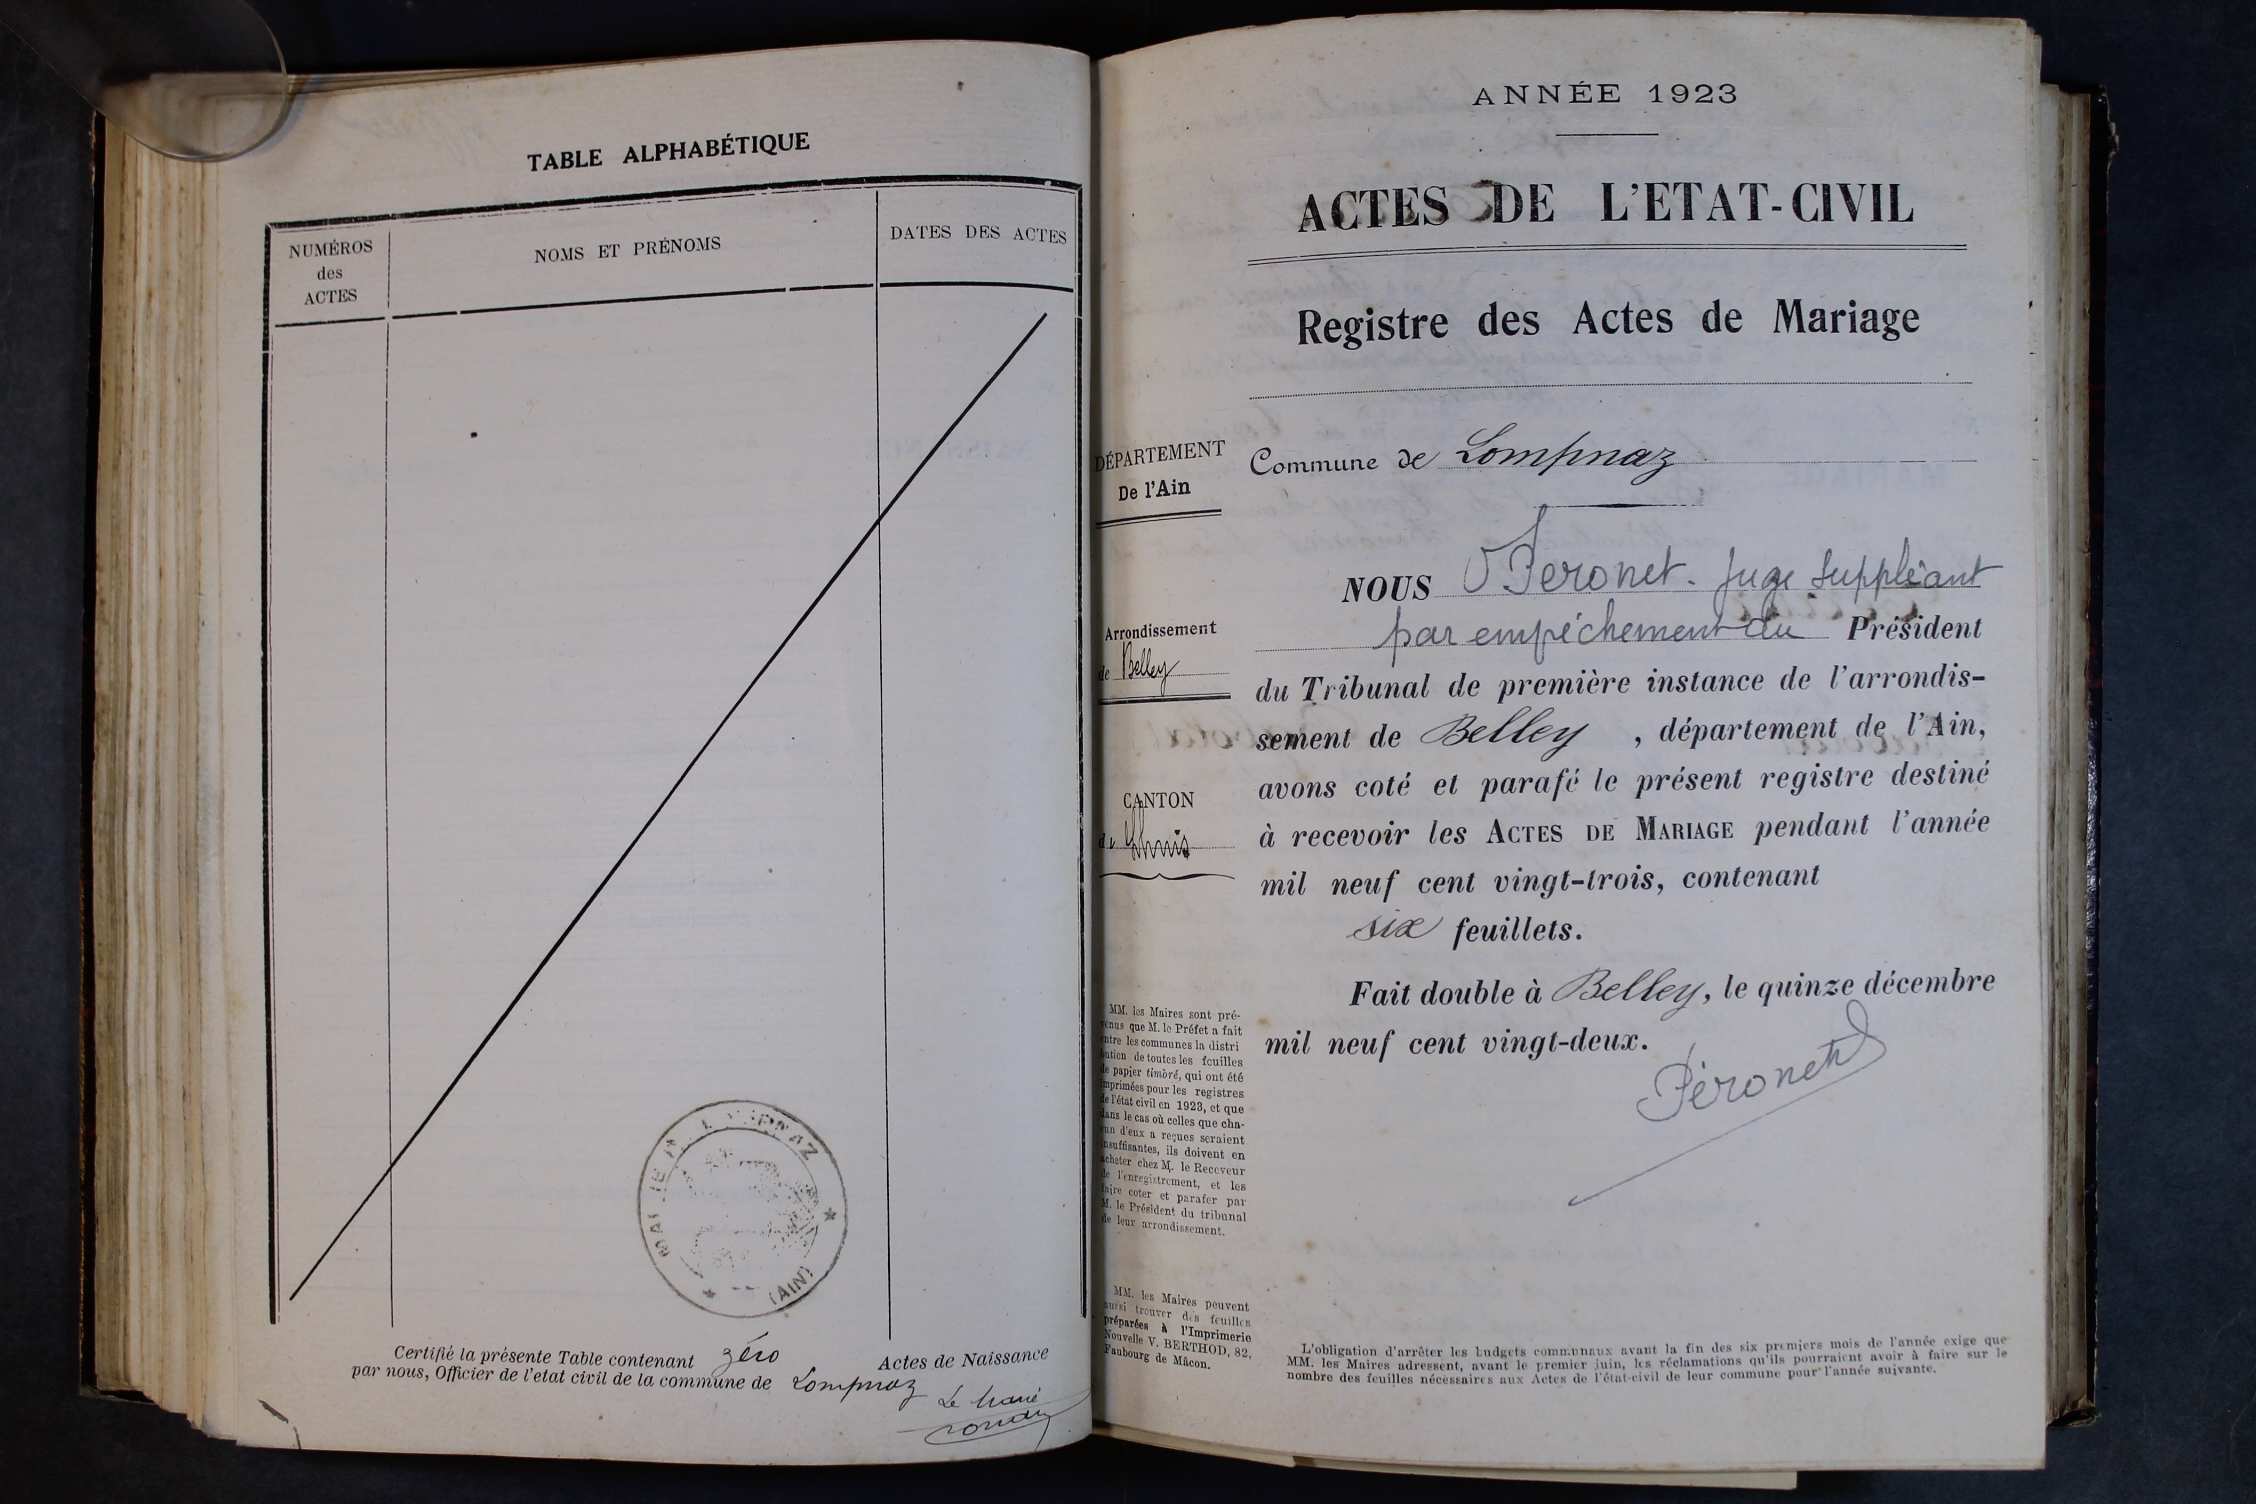 TABLE ALPHABÉTIQUE
NUMÉROS
des
ACTES
NOMS ET PRÉNOMS
DATES DES ACTES
MAIRIE DE LOMPNAZ
(AIN)
Certifié la présente Table contenant zéro Actes de Naissance
par nous, Officier de l'etat civil de la commune de Lompnaz
Le Maire
ANNÉE 1923
ACTES DE L'ETAT-CIVIL
Registre des Actes de Mariage
DÉPARTEMENT
De l'Ain
Commune de Lompnaz
Arrondissement
de Belley
CANTON
de Lhuis
NOUS Péronet. Juge Suppléant
par empéchement du Président
du Tribunal de première instance de l'arrondis-
sement de Belley, département de l'Ain,
avons coté et parafé le présent registre destiné
à recevoir les ACTES DE MARIAGE pendant l'année
mil neuf cent vingt-trois, contenant
six feuillets.
Fait double à Belley, le quinze décembre
mil neuf cent vingt-deux.
Péronet
MM. les Maires sont pré-
venus que M. le Préfet a fait
entre les communes la distri
bution de toutes les feuilles
de papier timbré, qui ont été
imprimées pour les registres
de l'état civil en 1923, et que
dans le cas où celles que cha-
cun d'eux a reçues seraient
insuffisantes, ils doivent en
acheter chez M. le Receveur
de l'enregistrement, et les
faire coter et parafer par
M. le Président du tribunal
de leur arrondissement.
MM. les Maires peuvent
aussi trouver des feuilles
préparées à l'Imprimerie
Nouvelle V. BERTHOD, 82,
Faubourg de Mâcon.
L'obligation d'arrêter les budgets communaux avant la fin des six premiers mois de l'année exige que
MM. les Maires adressent, avant le premier juin, les réclamations qu'ils pourraient avoir à faire sur le
nombre des feuilles nécessaires aux Actes de l'état-civil de leur commune pour l'année suivante.